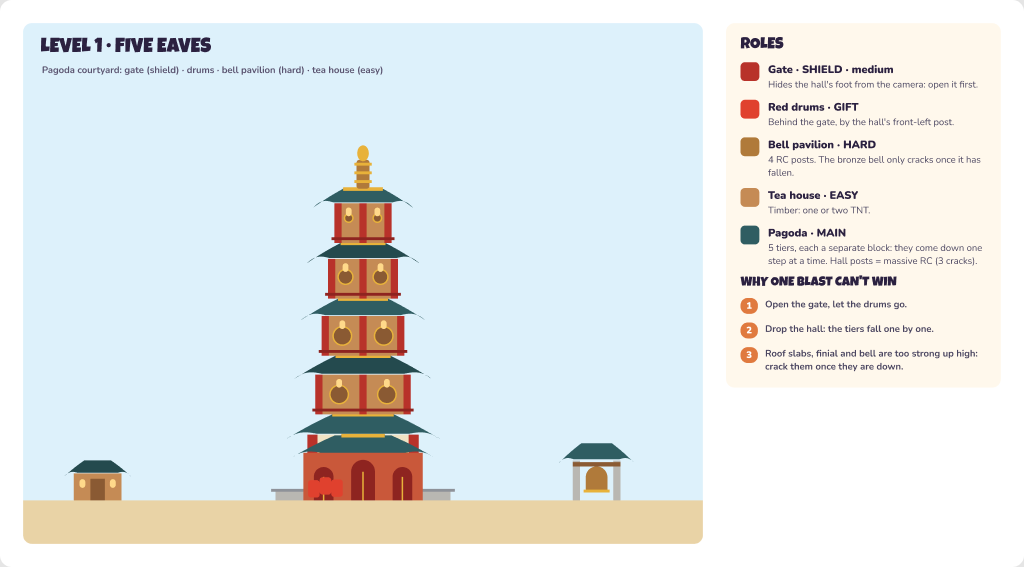 LEVEL 1 · FIVE EAVES
Pagoda courtyard: gate (shield) · drums · bell pavilion (hard) · tea house (easy)
ROLES
Gate · SHIELD · medium
Hides the hall's foot from the camera: open it first.
Red drums · GIFT
Behind the gate, by the hall's front-left post.
Bell pavilion · HARD
4 RC posts. The bronze bell only cracks once it has
fallen.
Tea house · EASY
Timber: one or two TNT.
Pagoda · MAIN
5 tiers, each a separate block: they come down one
step at a time. Hall posts = massive RC (3 cracks).
WHY ONE BLAST CAN'T WIN
1 Open the gate, let the drums go.
2 Drop the hall: the tiers fall one by one.
3 Roof slabs, finial and bell are too strong up high:
crack them once they are down.